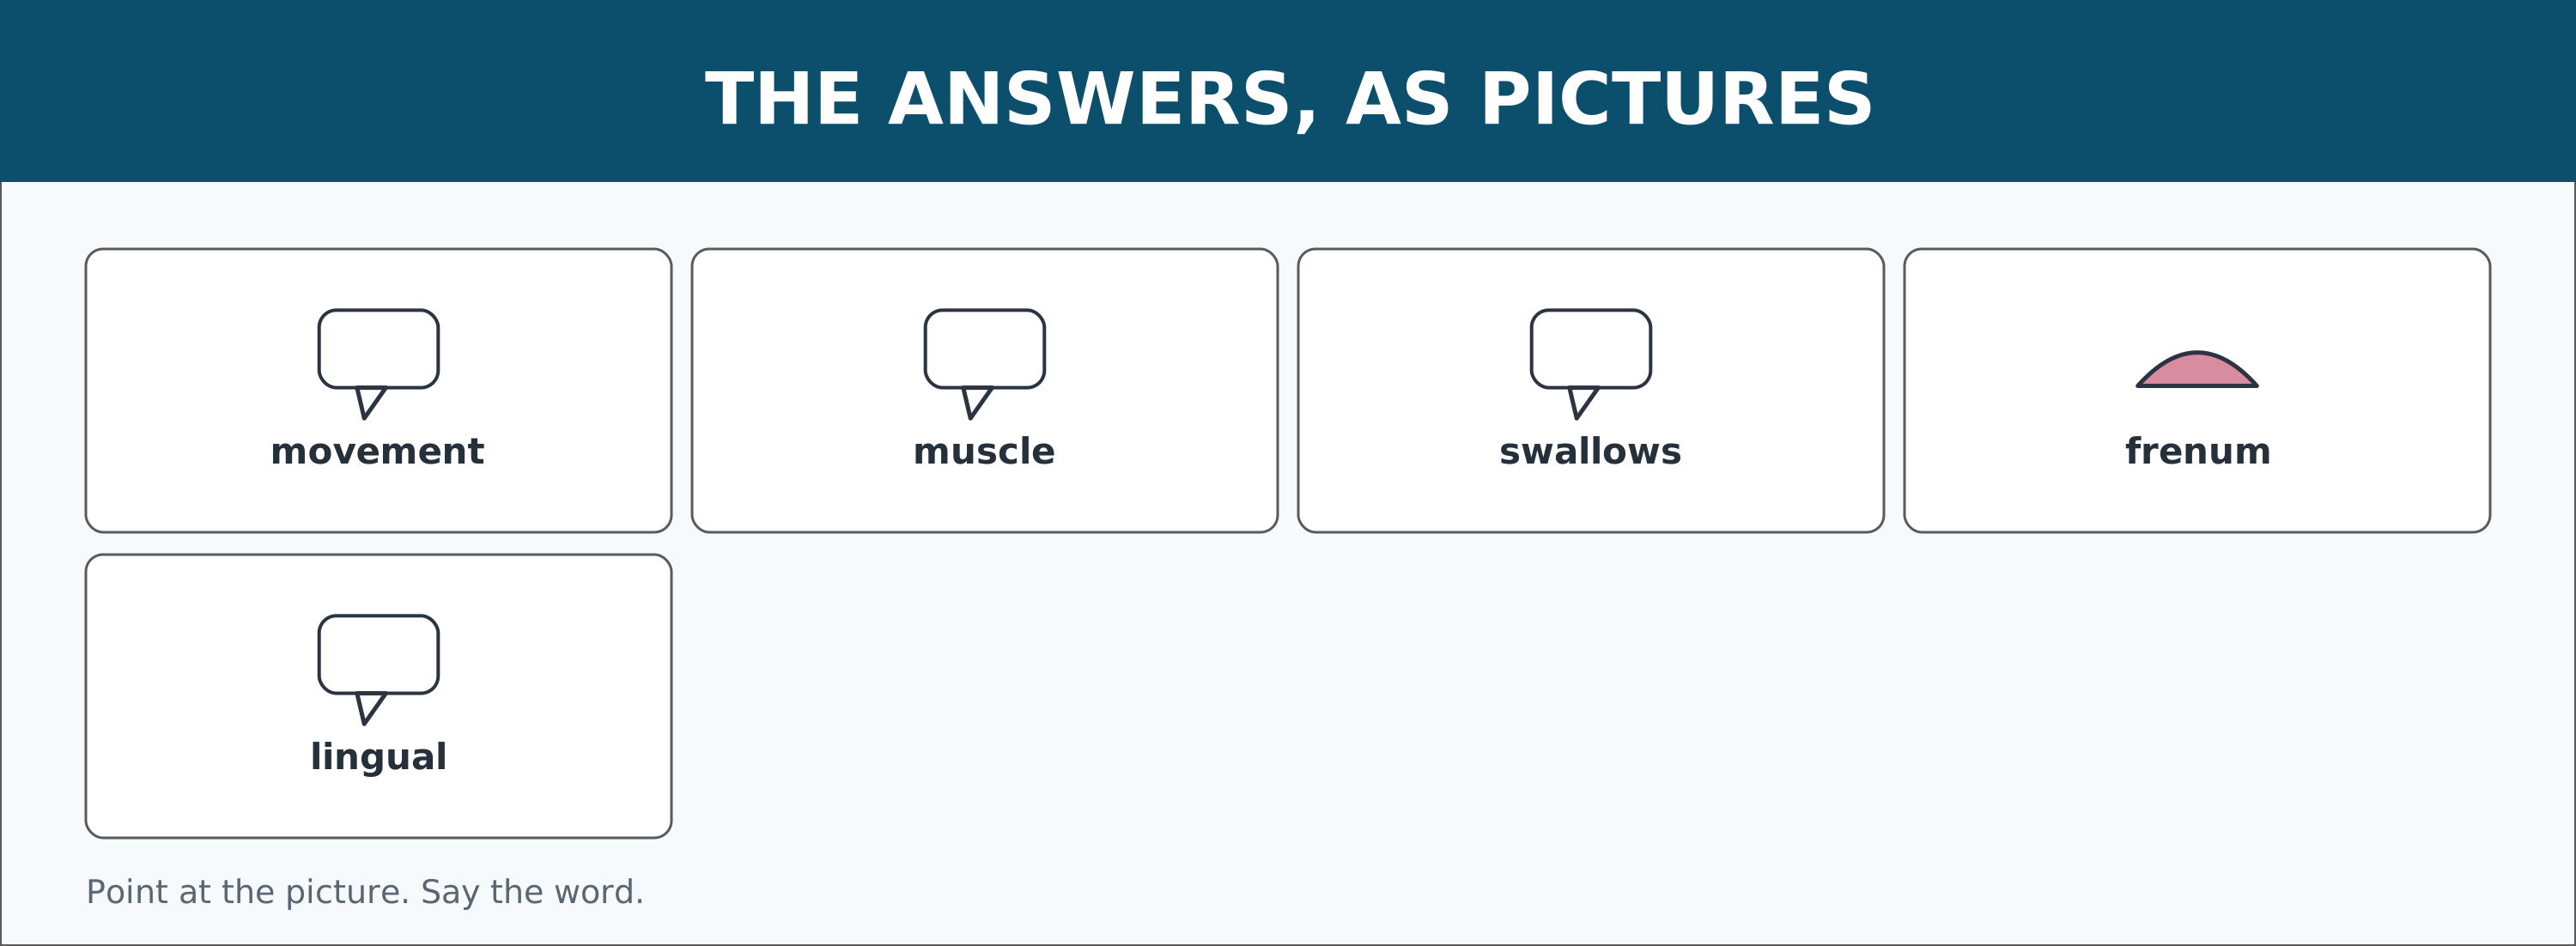 THE ANSWERS, AS PICTURES
movement
muscle
swallows
frenum
lingual
Point at the picture. Say the word.